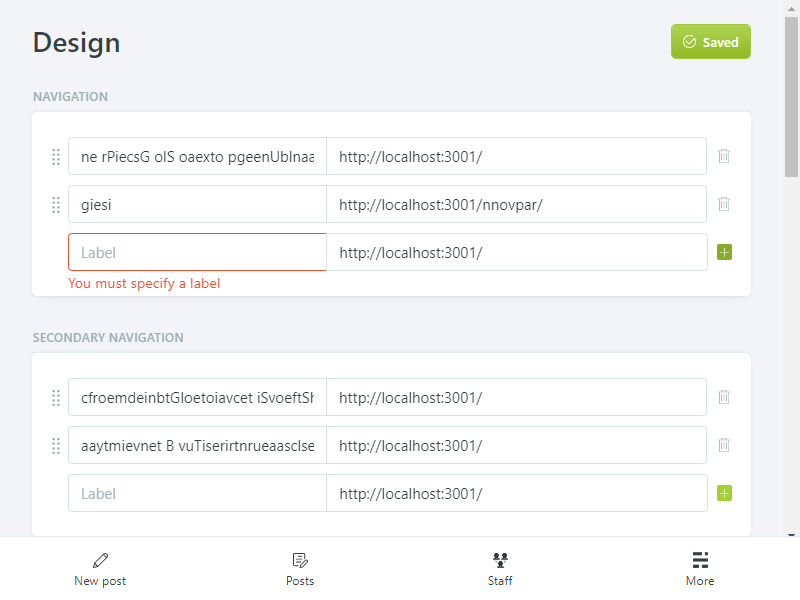 Design
Saved
NAVIGATION
ne rPiecsG olS oaexto pgeenUblnaa
http://localhost:3001/
giesi
http://localhost:3001/nnovpar/
Label
http://localhost:3001/
You must specify a label
SECONDARY NAVIGATION
cfroemdeinbtGloetoiavcet iSvoeftSh
http://localhost:3001/
aaytmievnet B vuTiserirtnrueaasclse
http://localhost:3001/
Label
http://localhost:3001/
New post
Posts
Staff
More